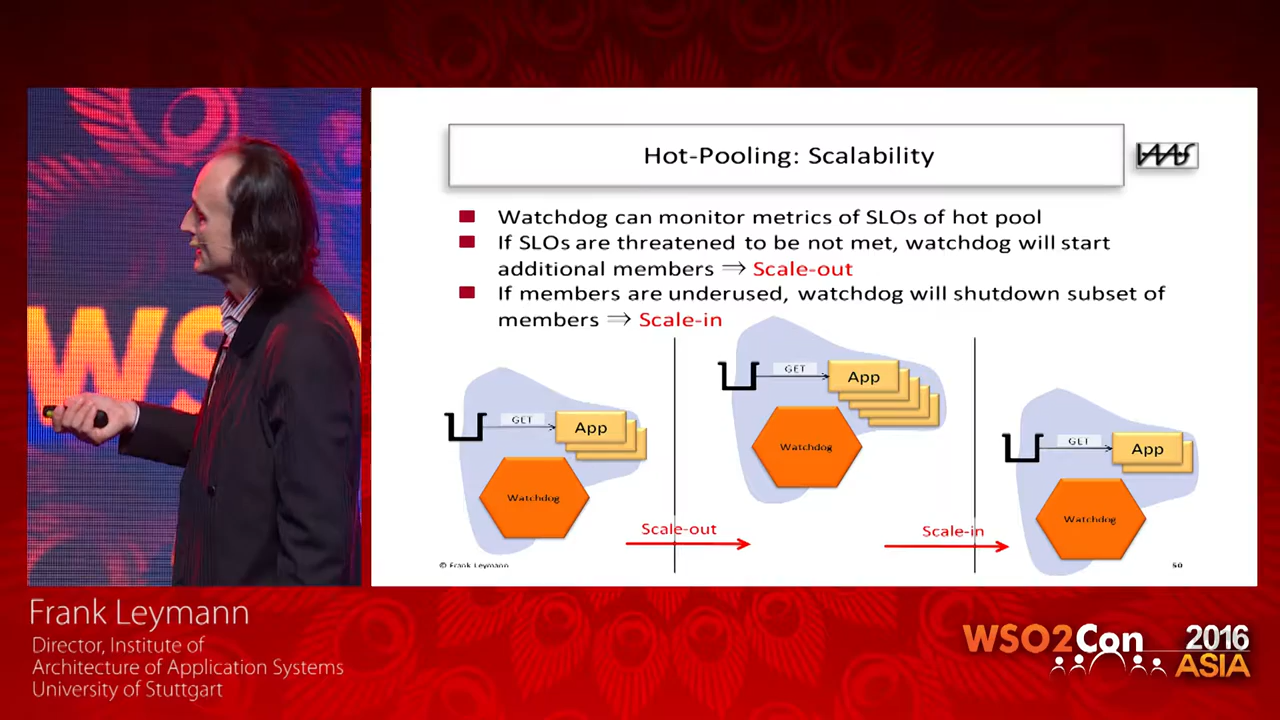 Hot-Pooling: Scalability
IAAS
Watchdog can monitor metrics of SLOs of hot pool
If SLOs are threatened to be not met, watchdog will start
additional members ⇒ Scale-out
If members are underused, watchdog will shutdown subset of
members ⇒ Scale-in
GET
App
Watchdog
Scale-out
GET
App
Watchdog
Scale-in
GET
App
Watchdog
© Frank Leymann
50
WS
Frank Leymann
Director, Institute of
Architecture of Application Systems
University of Stuttgart
WSO2Con 2016
ASIA